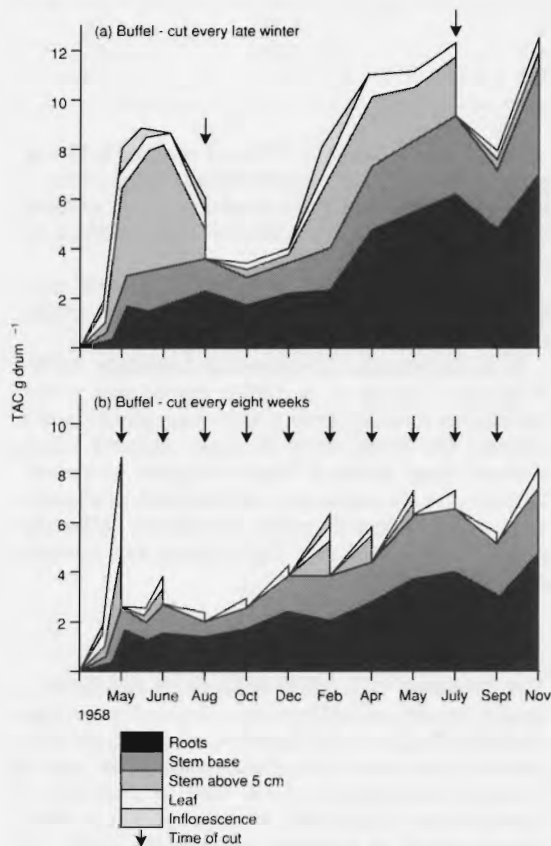 (a) Buffel - cut every late winter
12
10
8
6
4
2
TAC g drum ⁻¹
(b) Buffel - cut every eight weeks
10
8
6
4
2
May June Aug Oct Dec Feb Apr May July Sept Nov
1958
Roots
Stem base
Stem above 5 cm
Leaf
Inflorescence
Time of cut